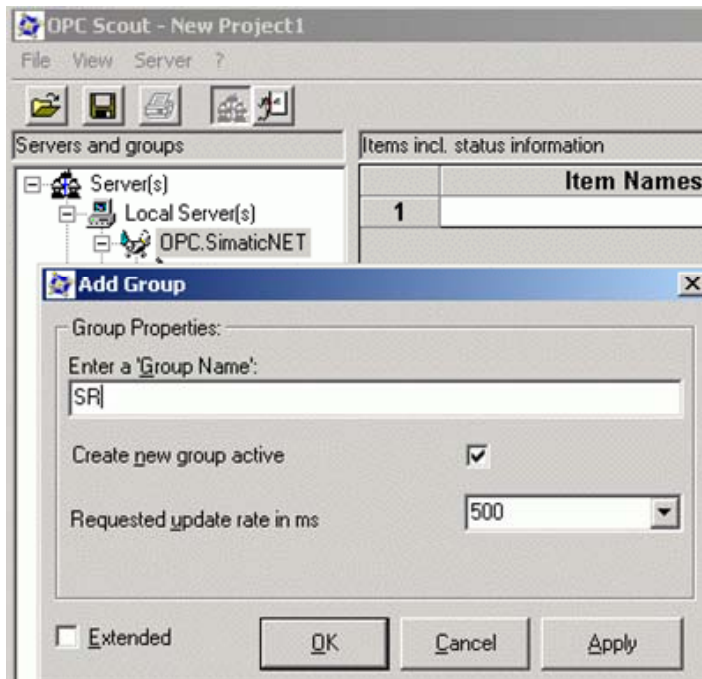 OPC Scout - New Project1
File View Server ?
Servers and groups
Items incl. status information
Server(s)
Item Names
Local Server(s)
1
OPC.SimaticNET
Add Group
Group Properties:
Enter a 'Group Name':
SR
Create new group active
Requested update rate in ms
500
Extended
OK
Cancel
Apply